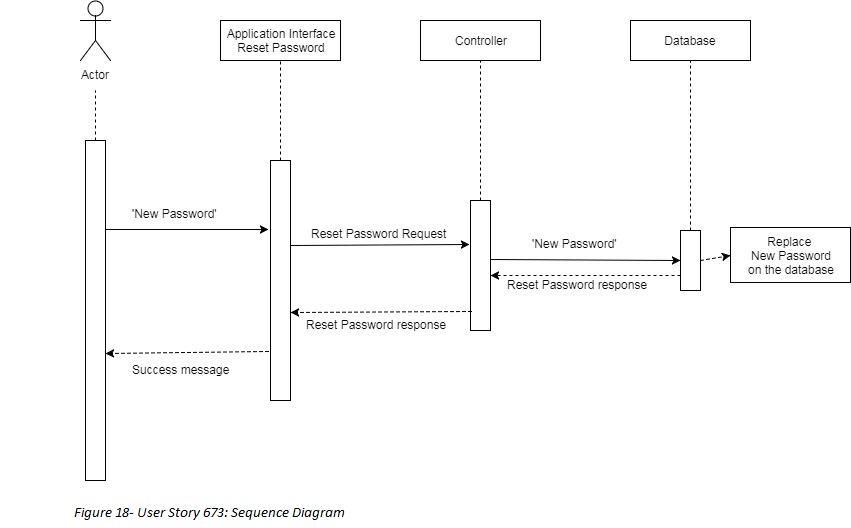 Application Interface
Reset Password
Controller
Database
Actor
'New Password'
Reset Password Request
'New Password'
Replace
New Password
on the database
Reset Password response
Reset Password response
Success message
Figure 18- User Story 673: Sequence Diagram